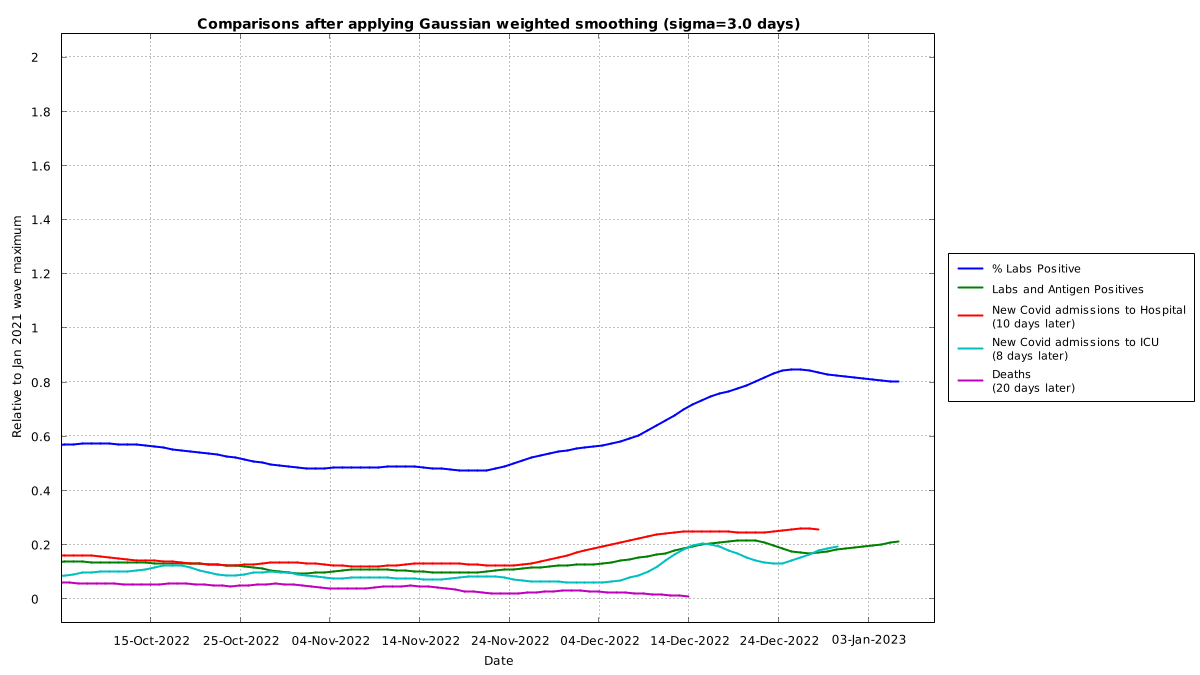 Comparisons after applying Gaussian weighted smoothing (sigma=3.0 days)
Relative to Jan 2021 wave maximum
2
1.8
1.6
1.4
1.2
1
0.8
0.6
0.4
0.2
0
15-Oct-2022
25-Oct-2022
04-Nov-2022
14-Nov-2022
24-Nov-2022
04-Dec-2022
14-Dec-2022
24-Dec-2022
03-Jan-2023
Date
% Labs Positive
Labs and Antigen Positives
New Covid admissions to Hospital
(10 days later)
New Covid admissions to ICU
(8 days later)
Deaths
(20 days later)